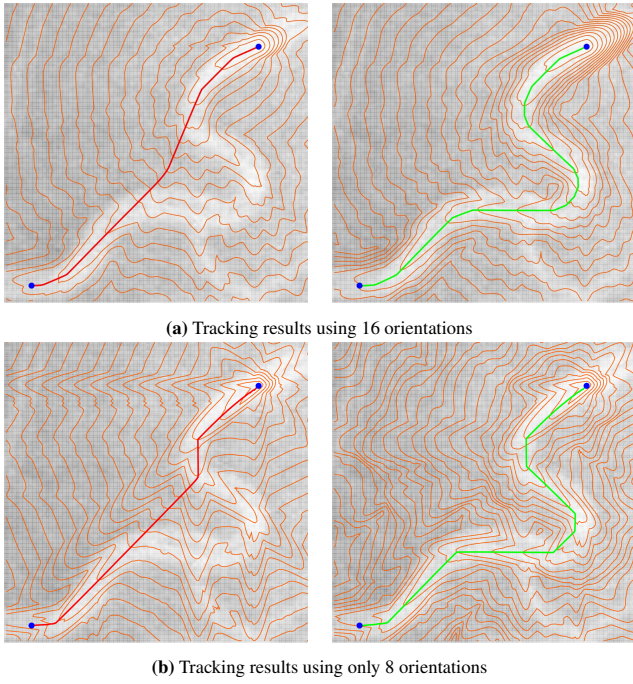 (a) Tracking results using 16 orientations
(b) Tracking results using only 8 orientations